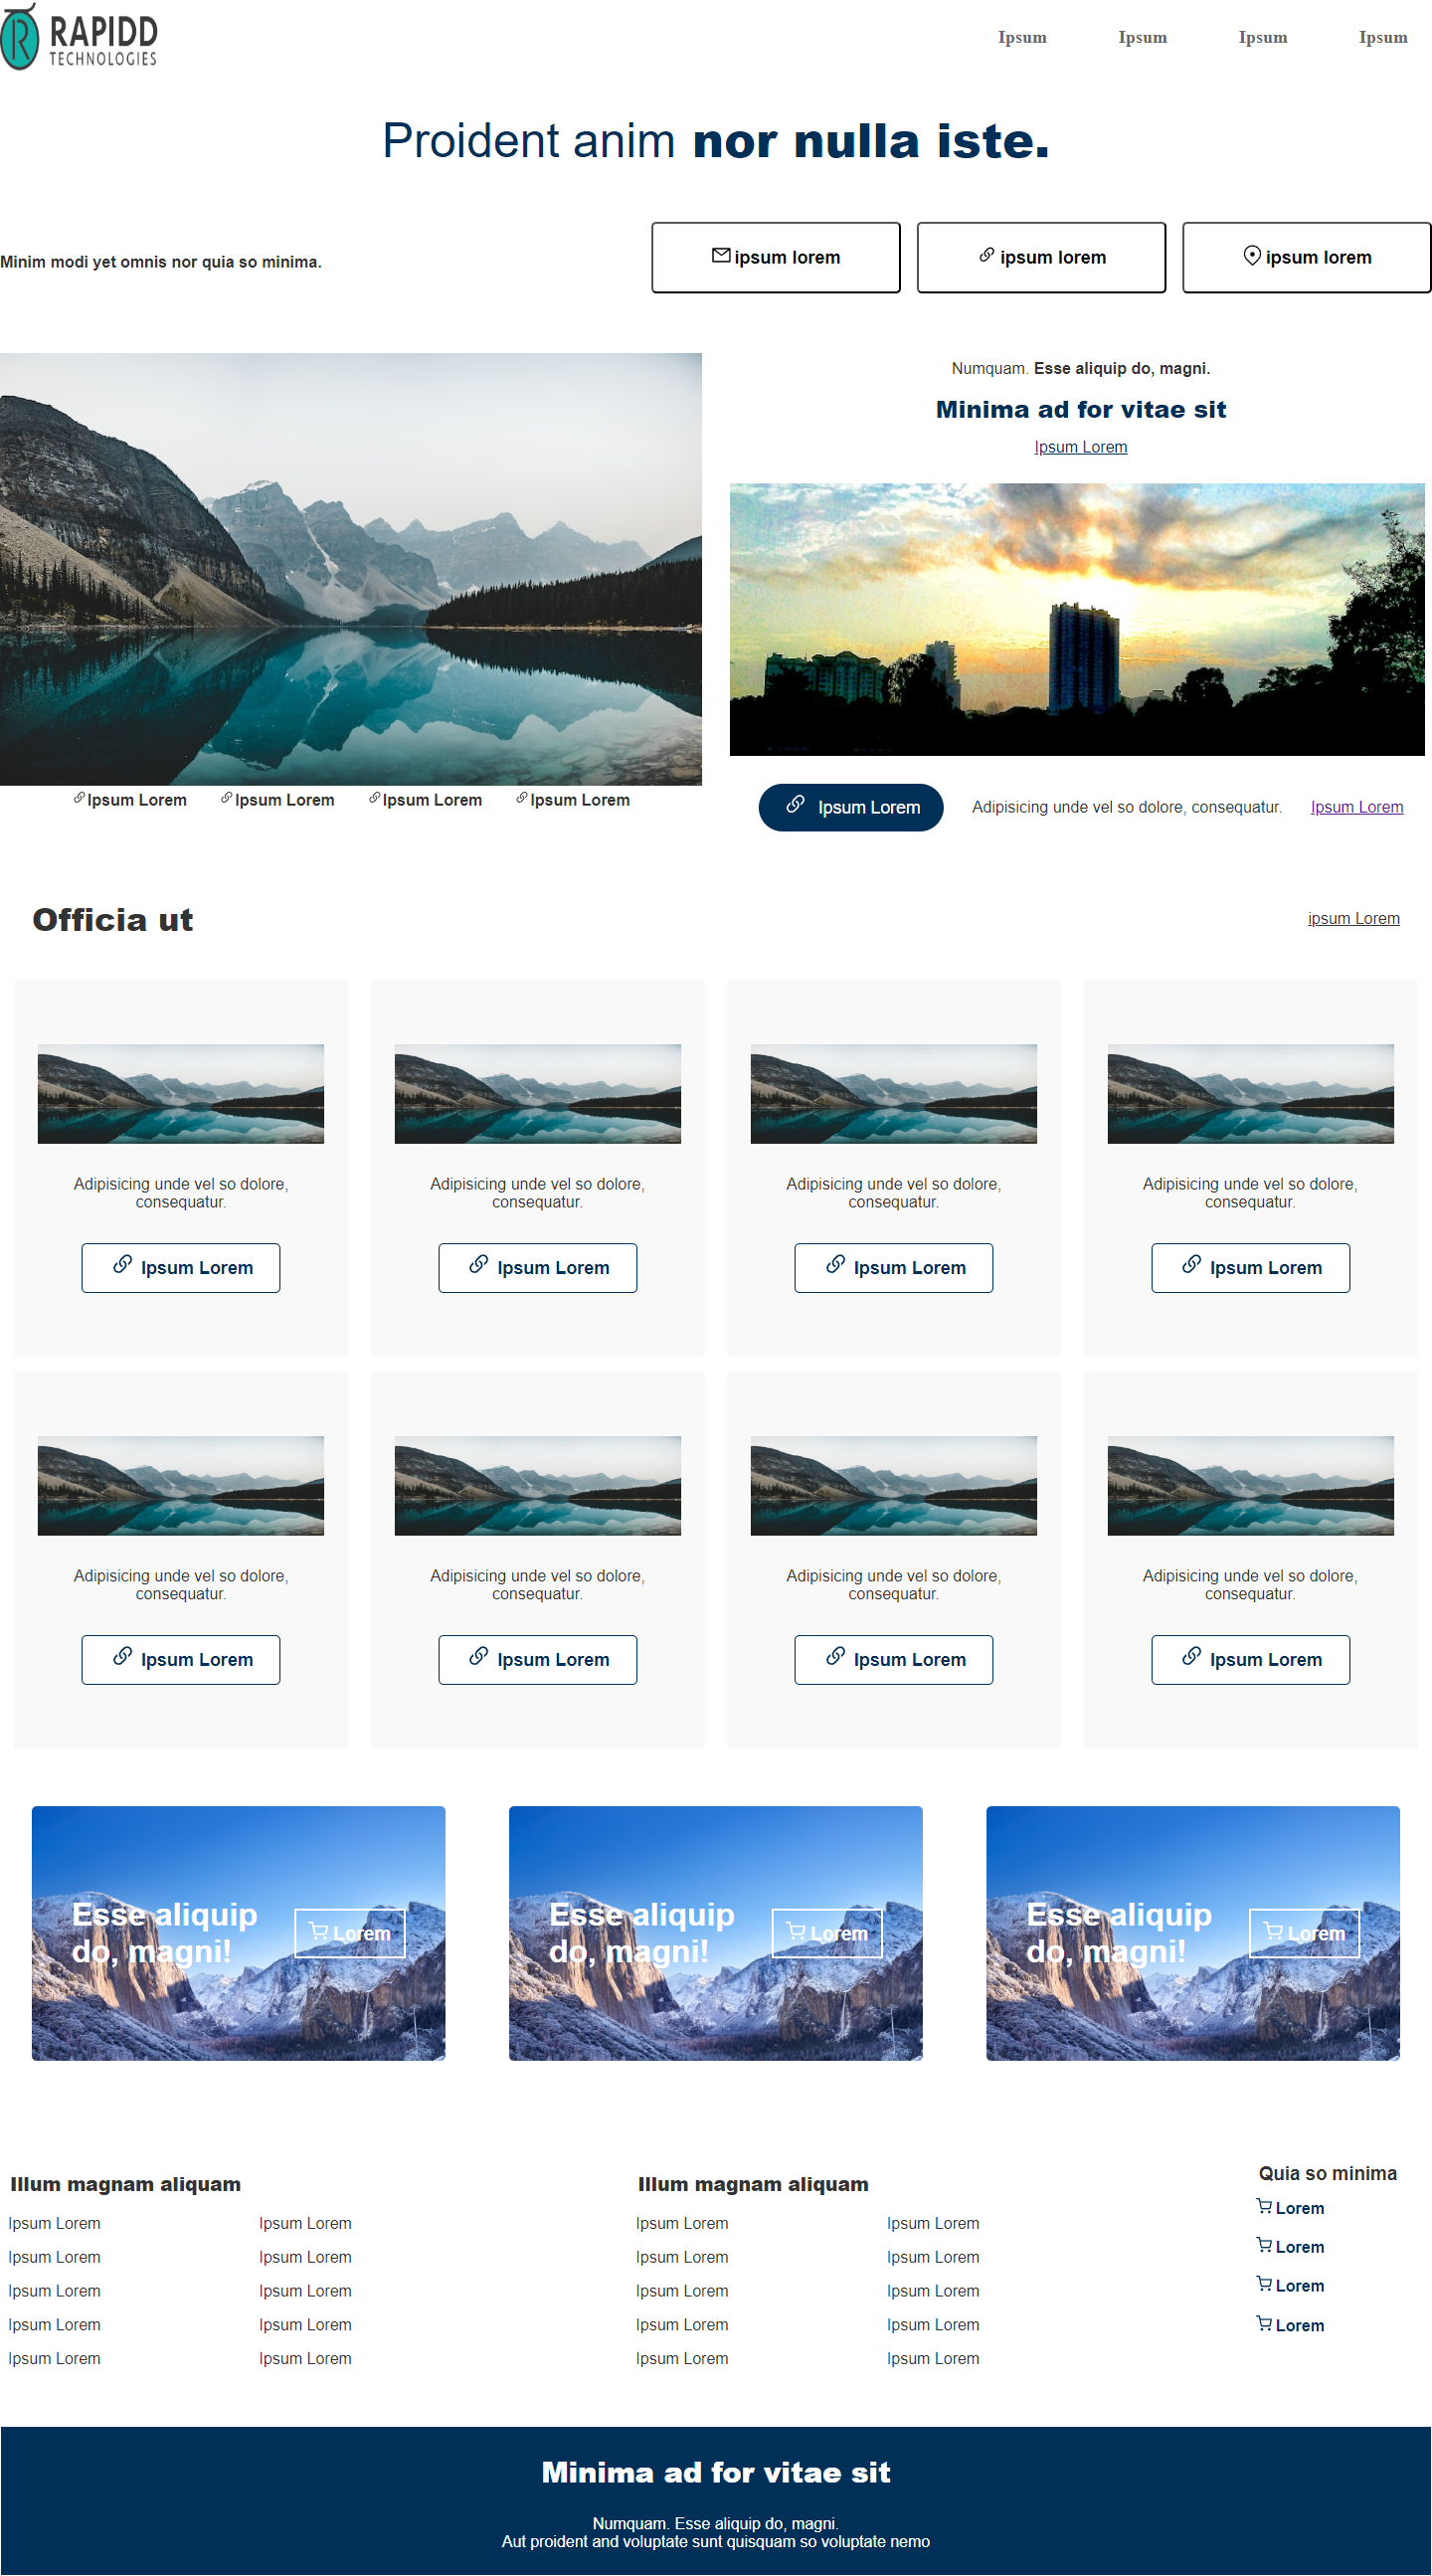 RAPIDD
TECHNOLOGIES
Ipsum Ipsum Ipsum Ipsum
Proident anim nor nulla iste.
Minim modi yet omnis nor quia so minima.
ipsum lorem
ipsum lorem
ipsum lorem
Ipsum Lorem Ipsum Lorem Ipsum Lorem Ipsum Lorem
Numquam. Esse aliquip do, magni.
Minima ad for vitae sit
Ipsum Lorem
Ipsum Lorem
Adipisicing unde vel so dolore, consequatur.
Ipsum Lorem
Officia ut
ipsum Lorem
Adipisicing unde vel so dolore,
consequatur.
Ipsum Lorem
Adipisicing unde vel so dolore,
consequatur.
Ipsum Lorem
Adipisicing unde vel so dolore,
consequatur.
Ipsum Lorem
Adipisicing unde vel so dolore,
consequatur.
Ipsum Lorem
Adipisicing unde vel so dolore,
consequatur.
Ipsum Lorem
Adipisicing unde vel so dolore,
consequatur.
Ipsum Lorem
Adipisicing unde vel so dolore,
consequatur.
Ipsum Lorem
Adipisicing unde vel so dolore,
consequatur.
Ipsum Lorem
Esse aliquip
do, magni!
Lorem
Esse aliquip
do, magni!
Lorem
Esse aliquip
do, magni!
Lorem
Illum magnam aliquam
Ipsum Lorem Ipsum Lorem
Ipsum Lorem Ipsum Lorem
Ipsum Lorem Ipsum Lorem
Ipsum Lorem Ipsum Lorem
Ipsum Lorem Ipsum Lorem
Illum magnam aliquam
Ipsum Lorem Ipsum Lorem
Ipsum Lorem Ipsum Lorem
Ipsum Lorem Ipsum Lorem
Ipsum Lorem Ipsum Lorem
Ipsum Lorem Ipsum Lorem
Quia so minima
Lorem
Lorem
Lorem
Lorem
Minima ad for vitae sit
Numquam. Esse aliquip do, magni.
Aut proident and voluptate sunt quisquam so voluptate nemo